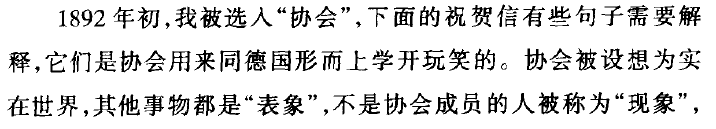 1892年初,我被选入“协会”,下面的祝贺信有些句子需要解
释,它们是协会用来同德国形而上学开玩笑的。协会被设想为实
在世界,其他事物都是“表象”,不是协会成员的人被称为“现象”,